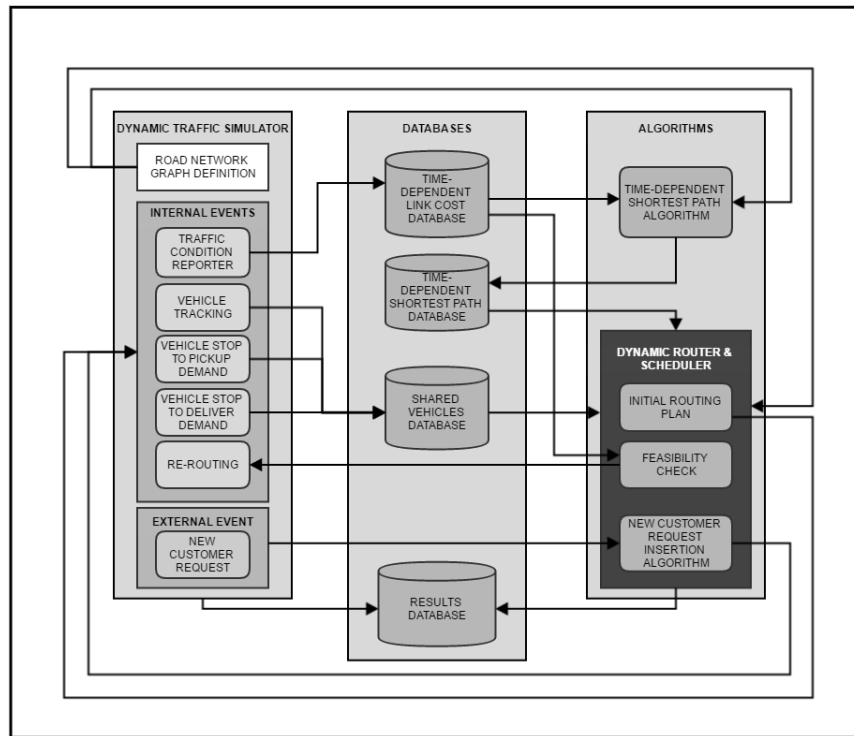 DYNAMIC TRAFFIC SIMULATOR
ROAD NETWORK
GRAPH DEFINITION
INTERNAL EVENTS
TRAFFIC
CONDITION
REPORTER
VEHICLE
TRACKING
VEHICLE STOP
TO PICKUP
DEMAND
VEHICLE STOP
TO DELIVER
DEMAND
RE-ROUTING
EXTERNAL EVENT
NEW
CUSTOMER
REQUEST
DATABASES
TIME-
DEPENDENT
LINK COST
DATABASE
TIME-
DEPENDENT
SHORTEST PATH
DATABASE
SHARED
VEHICLES
DATABASE
RESULTS
DATABASE
ALGORITHMS
TIME-DEPENDENT
SHORTEST PATH
ALGORITHM
DYNAMIC ROUTER &
SCHEDULER
INITIAL ROUTING
PLAN
FEASIBILITY
CHECK
NEW CUSTOMER
REQUEST
INSERTION
ALGORITHM